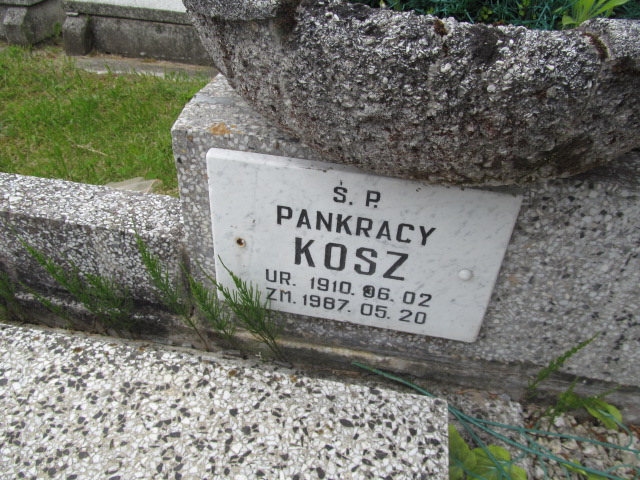 Ś. P.
PANKRACY
KOSZ
UR. 1910. 06. 02
ZM. 1987. 05. 20